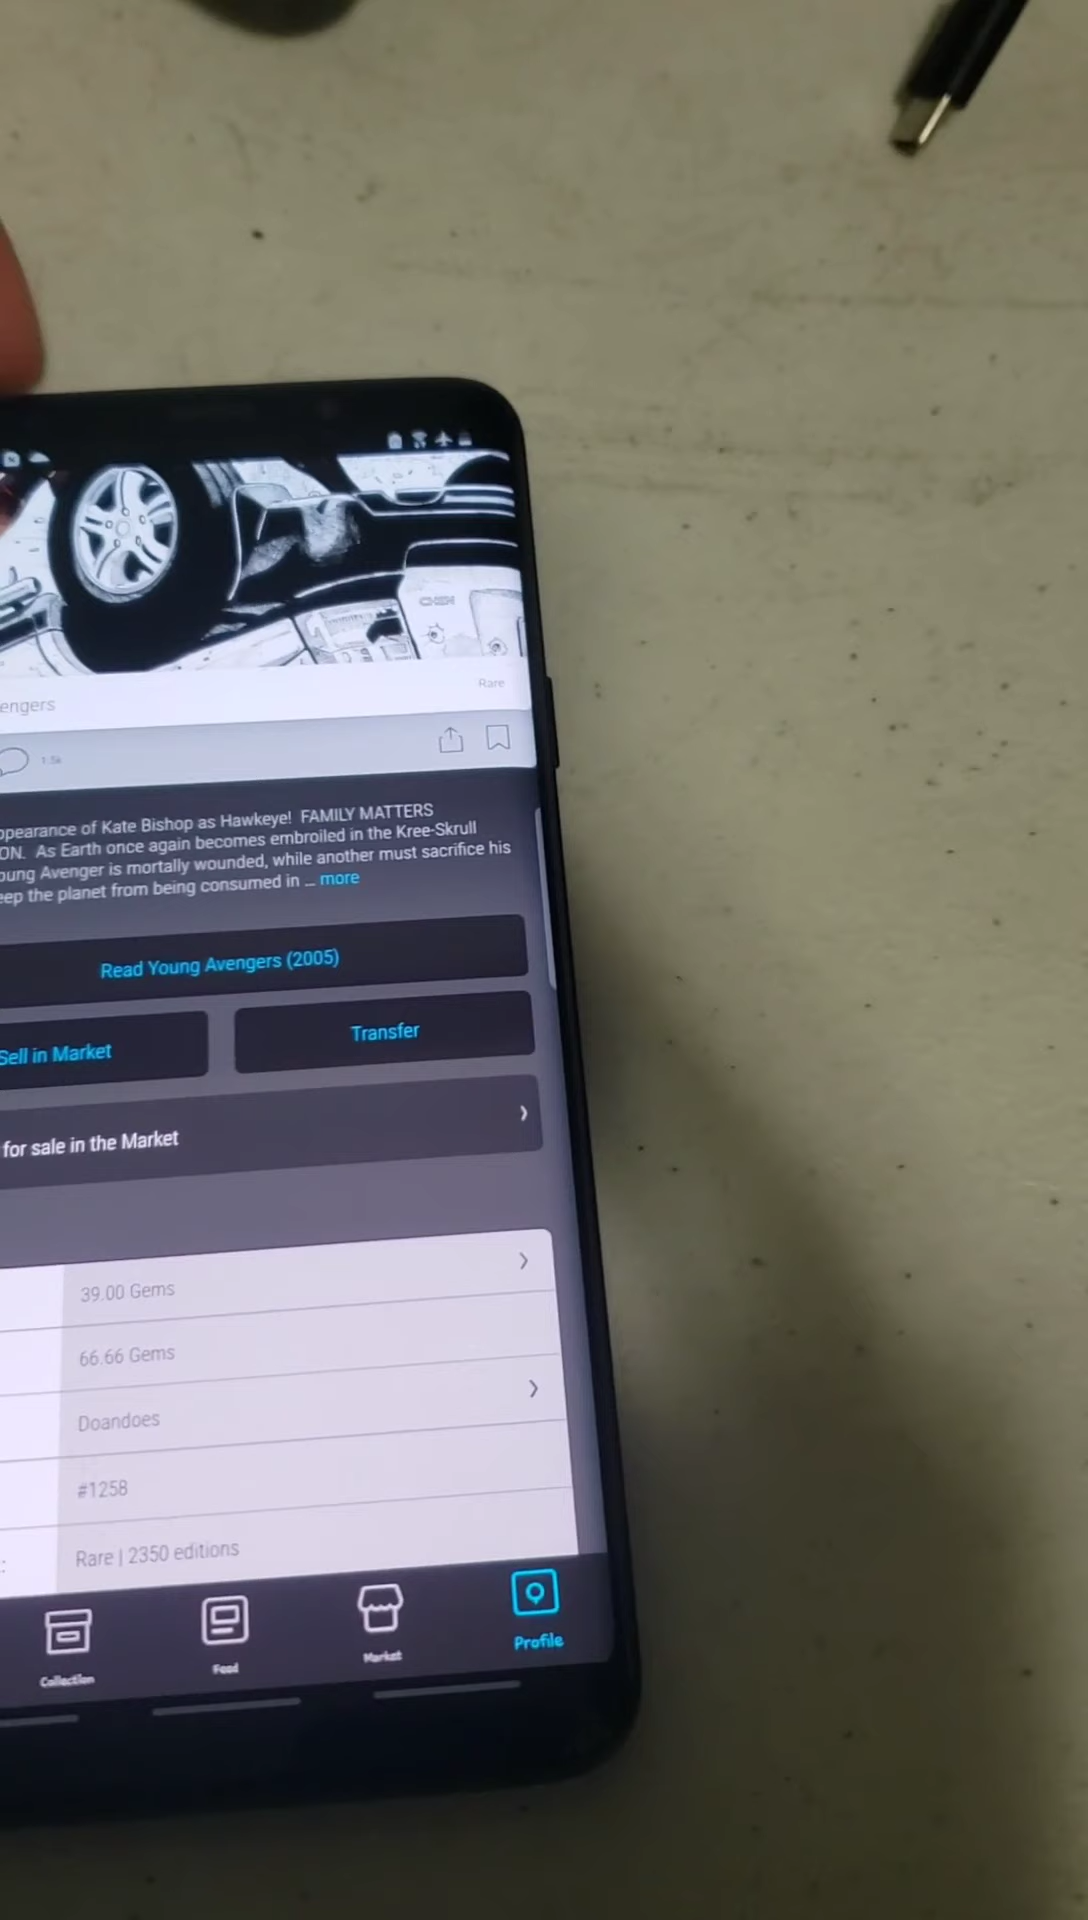 Rare
engers
1.5k
ppearance of Kate Bishop as Hawkeye! FAMILY MATTERS
ON. As Earth once again becomes embroiled in the Kree-Skrull
oung Avenger is mortally wounded, while another must sacrifice his
eep the planet from being consumed in ... more
Read Young Avengers (2005)
Sell in Market
Transfer
for sale in the Market
39.00 Gems
66.66 Gems
Doandoes
#1258
: Rare | 2350 editions
Collection
Feed
Market
Profile